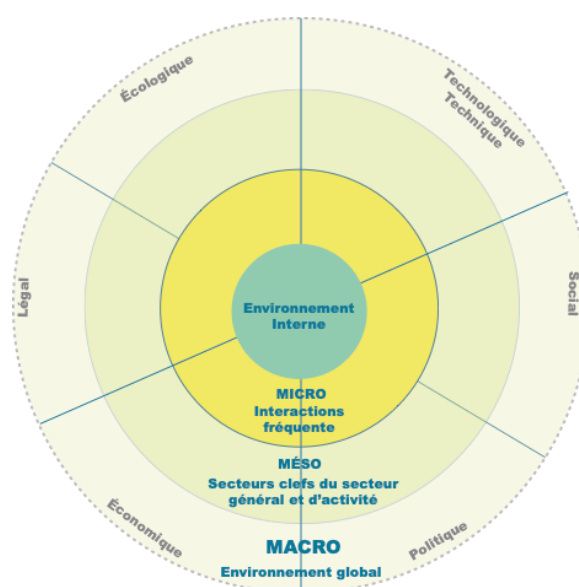 Écologique
Technologique
Technique
Légal
Social
Environnement
Interne
MICRO
Interactions
fréquente
MÉSO
Secteurs clefs du secteur
général et d'activité
Économique
Politique
MACRO
Environnement global